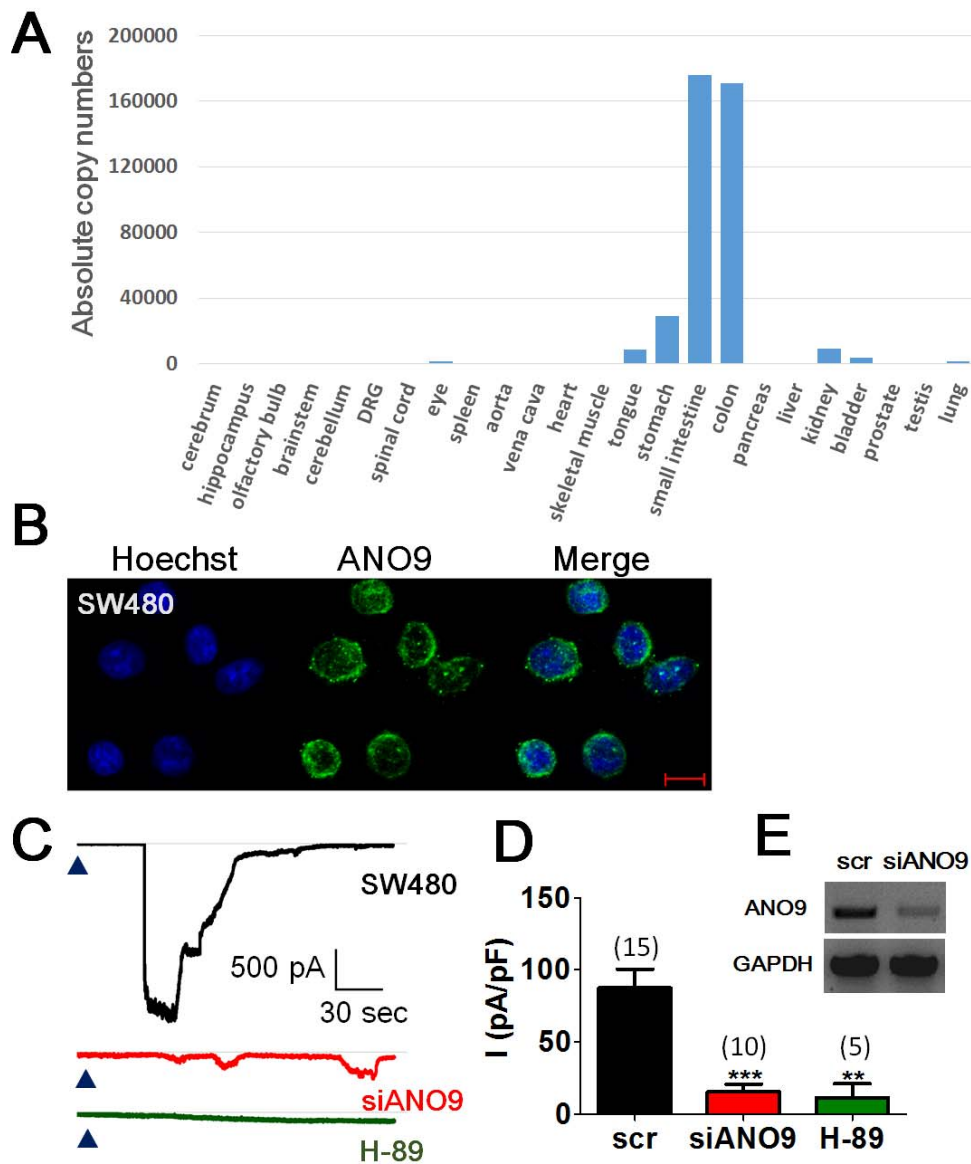 A
Absolute copy numbers
200000
160000
120000
80000
40000
0
cerebrum
hippocampus
olfactory bulb
brainstem
cerebellum
DRG
spinal cord
eye
spleen
aorta
vena cava
heart
skeletal muscle
tongue
stomach
small intestine
colon
pancreas
liver
kidney
bladder
prostate
testis
lung
B
Hoechst ANO9 Merge
SW480
C
SW480
500 pA
30 sec
siANO9
H-89
D
I (pA/pF)
150
100
50
0
(15)
(10)
***
(5)
**
scr siANO9 H-89
E
scr siANO9
ANO9
GAPDH